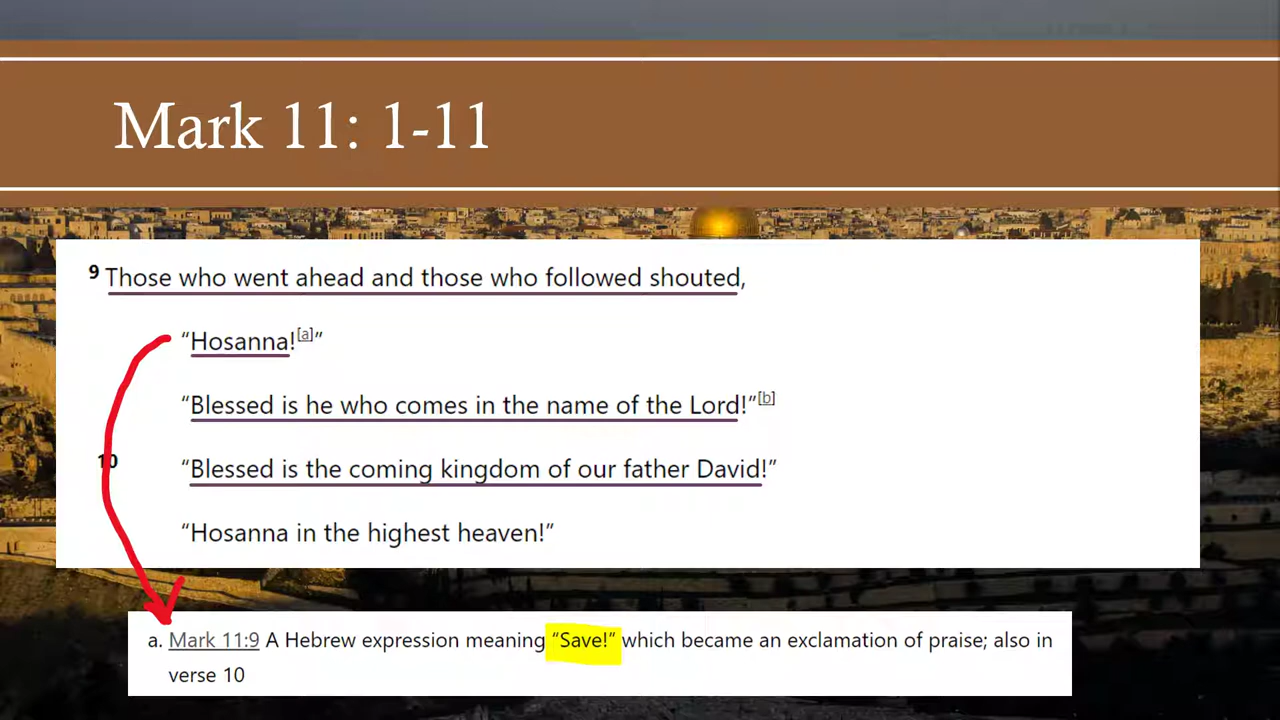 Mark 11: 1-11
9 Those who went ahead and those who followed shouted,
“Hosanna![a]”
“Blessed is he who comes in the name of the Lord!”[b]
10 “Blessed is the coming kingdom of our father David!”
“Hosanna in the highest heaven!”
a. Mark 11:9 A Hebrew expression meaning “Save!” which became an exclamation of praise; also in
verse 10